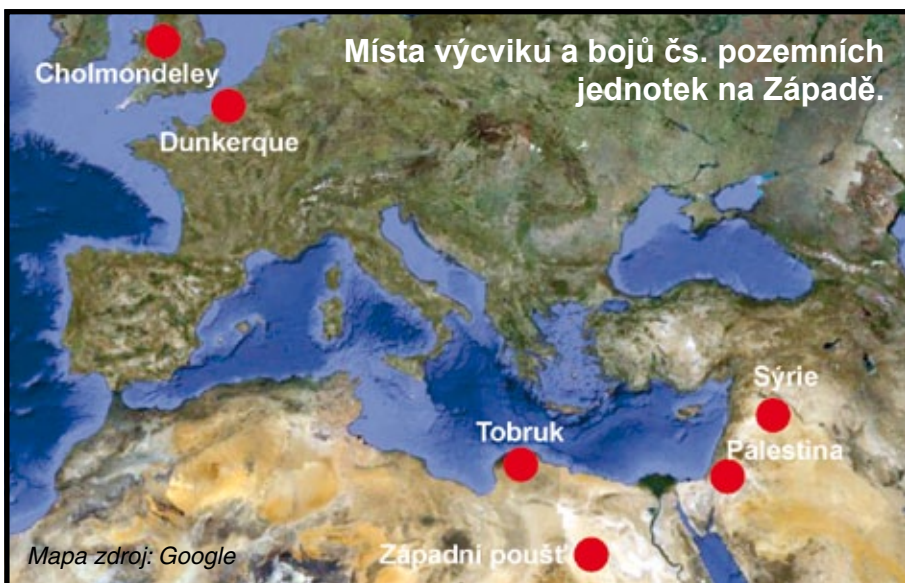 Místa výcviku a bojů čs. pozemních
jednotek na Západě.
Cholmondeley
Dunkerque
Sýrie
Tobruk
Palestina
Západní poušť
Mapa zdroj: Google